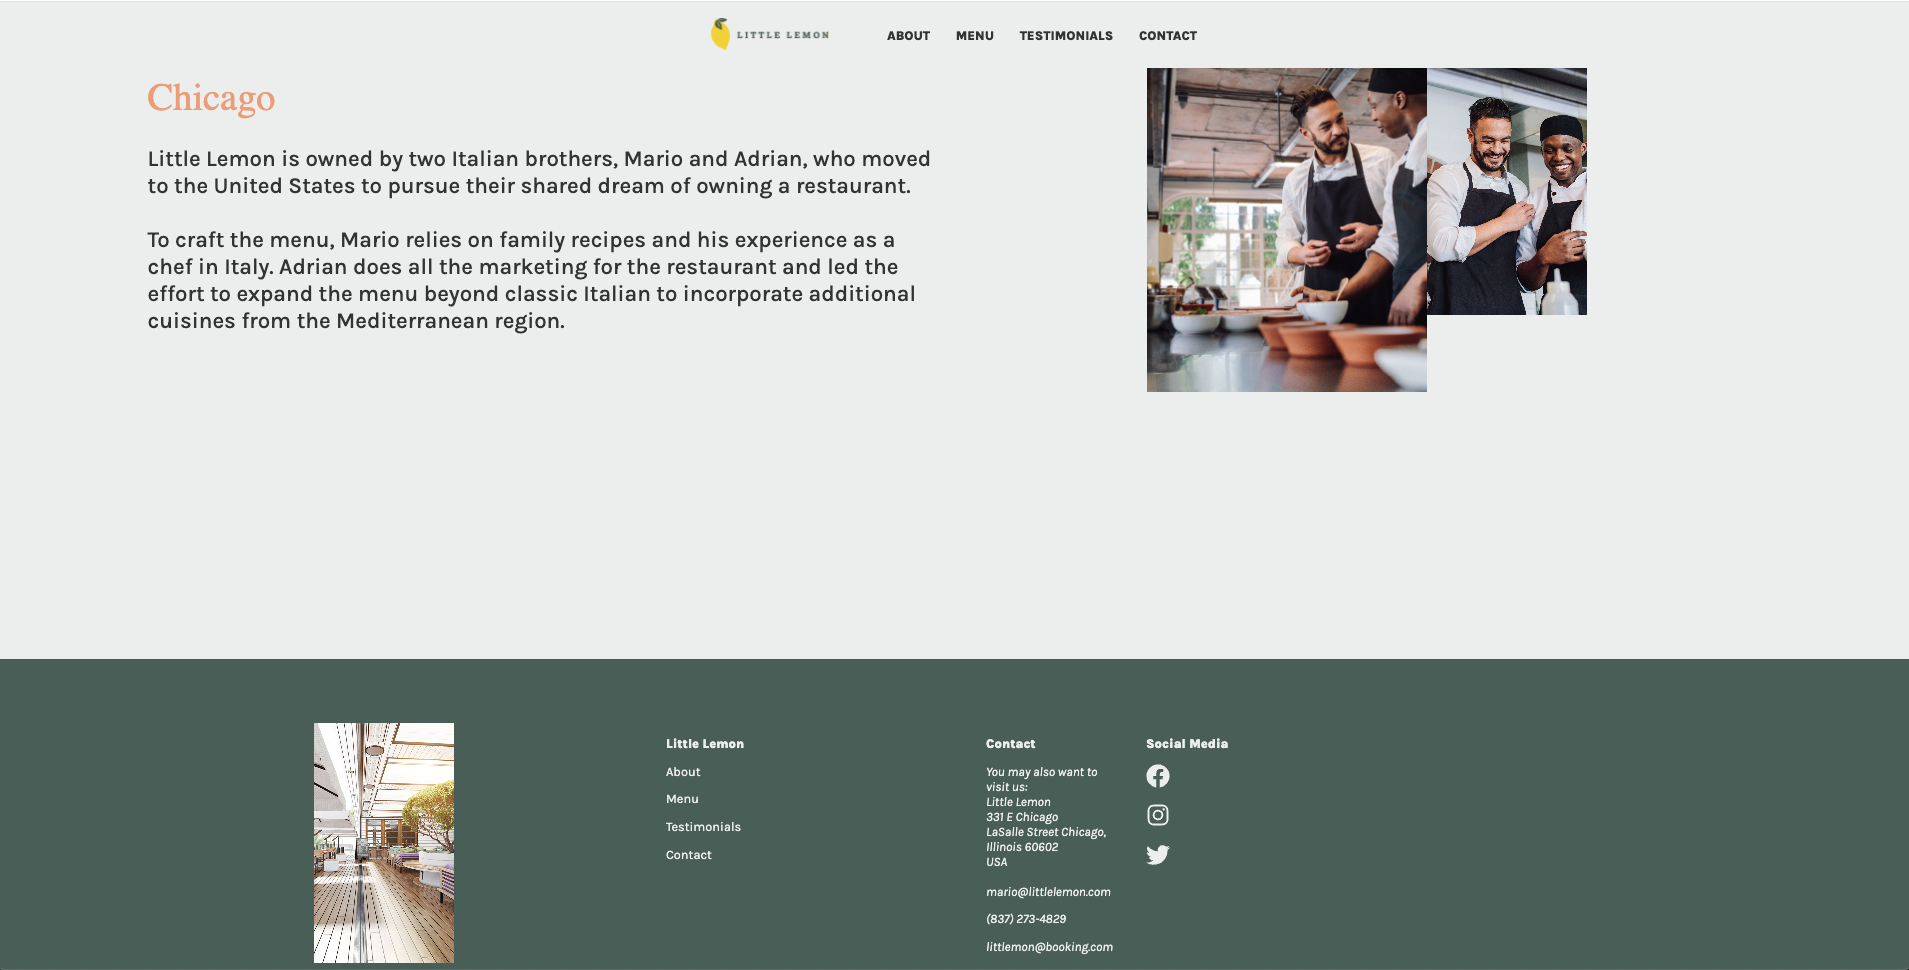 LITTLE LEMON
ABOUT MENU TESTIMONIALS CONTACT
Chicago
Little Lemon is owned by two Italian brothers, Mario and Adrian, who moved
to the United States to pursue their shared dream of owning a restaurant.
To craft the menu, Mario relies on family recipes and his experience as a
chef in Italy. Adrian does all the marketing for the restaurant and led the
effort to expand the menu beyond classic Italian to incorporate additional
cuisines from the Mediterranean region.
Little Lemon
About
Menu
Testimonials
Contact
Contact
You may also want to
visit us:
Little Lemon
331 E Chicago
LaSalle Street Chicago,
Illinois 60602
USA
mario@littlelemon.com
(837) 273-4829
littlemon@booking.com
Social Media